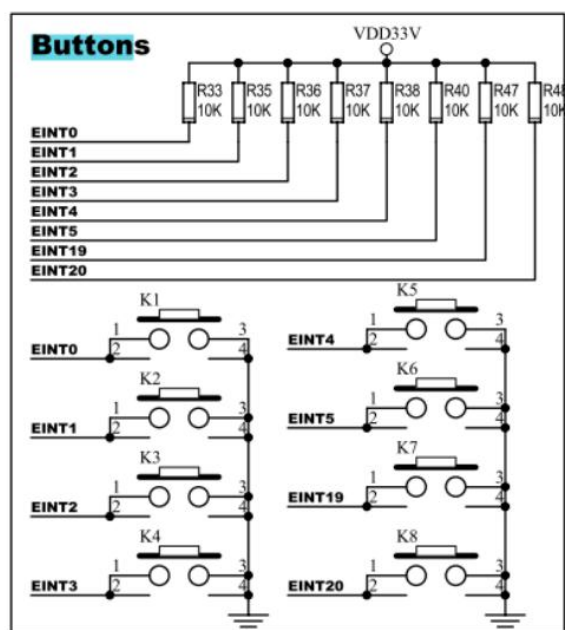 Buttons
VDD33V
R33 R35 R36 R37 R38 R40 R47 R48
10K 10K 10K 10K 10K 10K 10K 10K
EINT0
EINT1
EINT2
EINT3
EINT4
EINT5
EINT19
EINT20
K1
1 3
2 4
EINT0
K2
1 3
2 4
EINT1
K3
1 3
2 4
EINT2
K4
1 3
2 4
EINT3
K5
1 3
2 4
EINT4
K6
1 3
2 4
EINT5
K7
1 3
2 4
EINT19
K8
1 3
2 4
EINT20